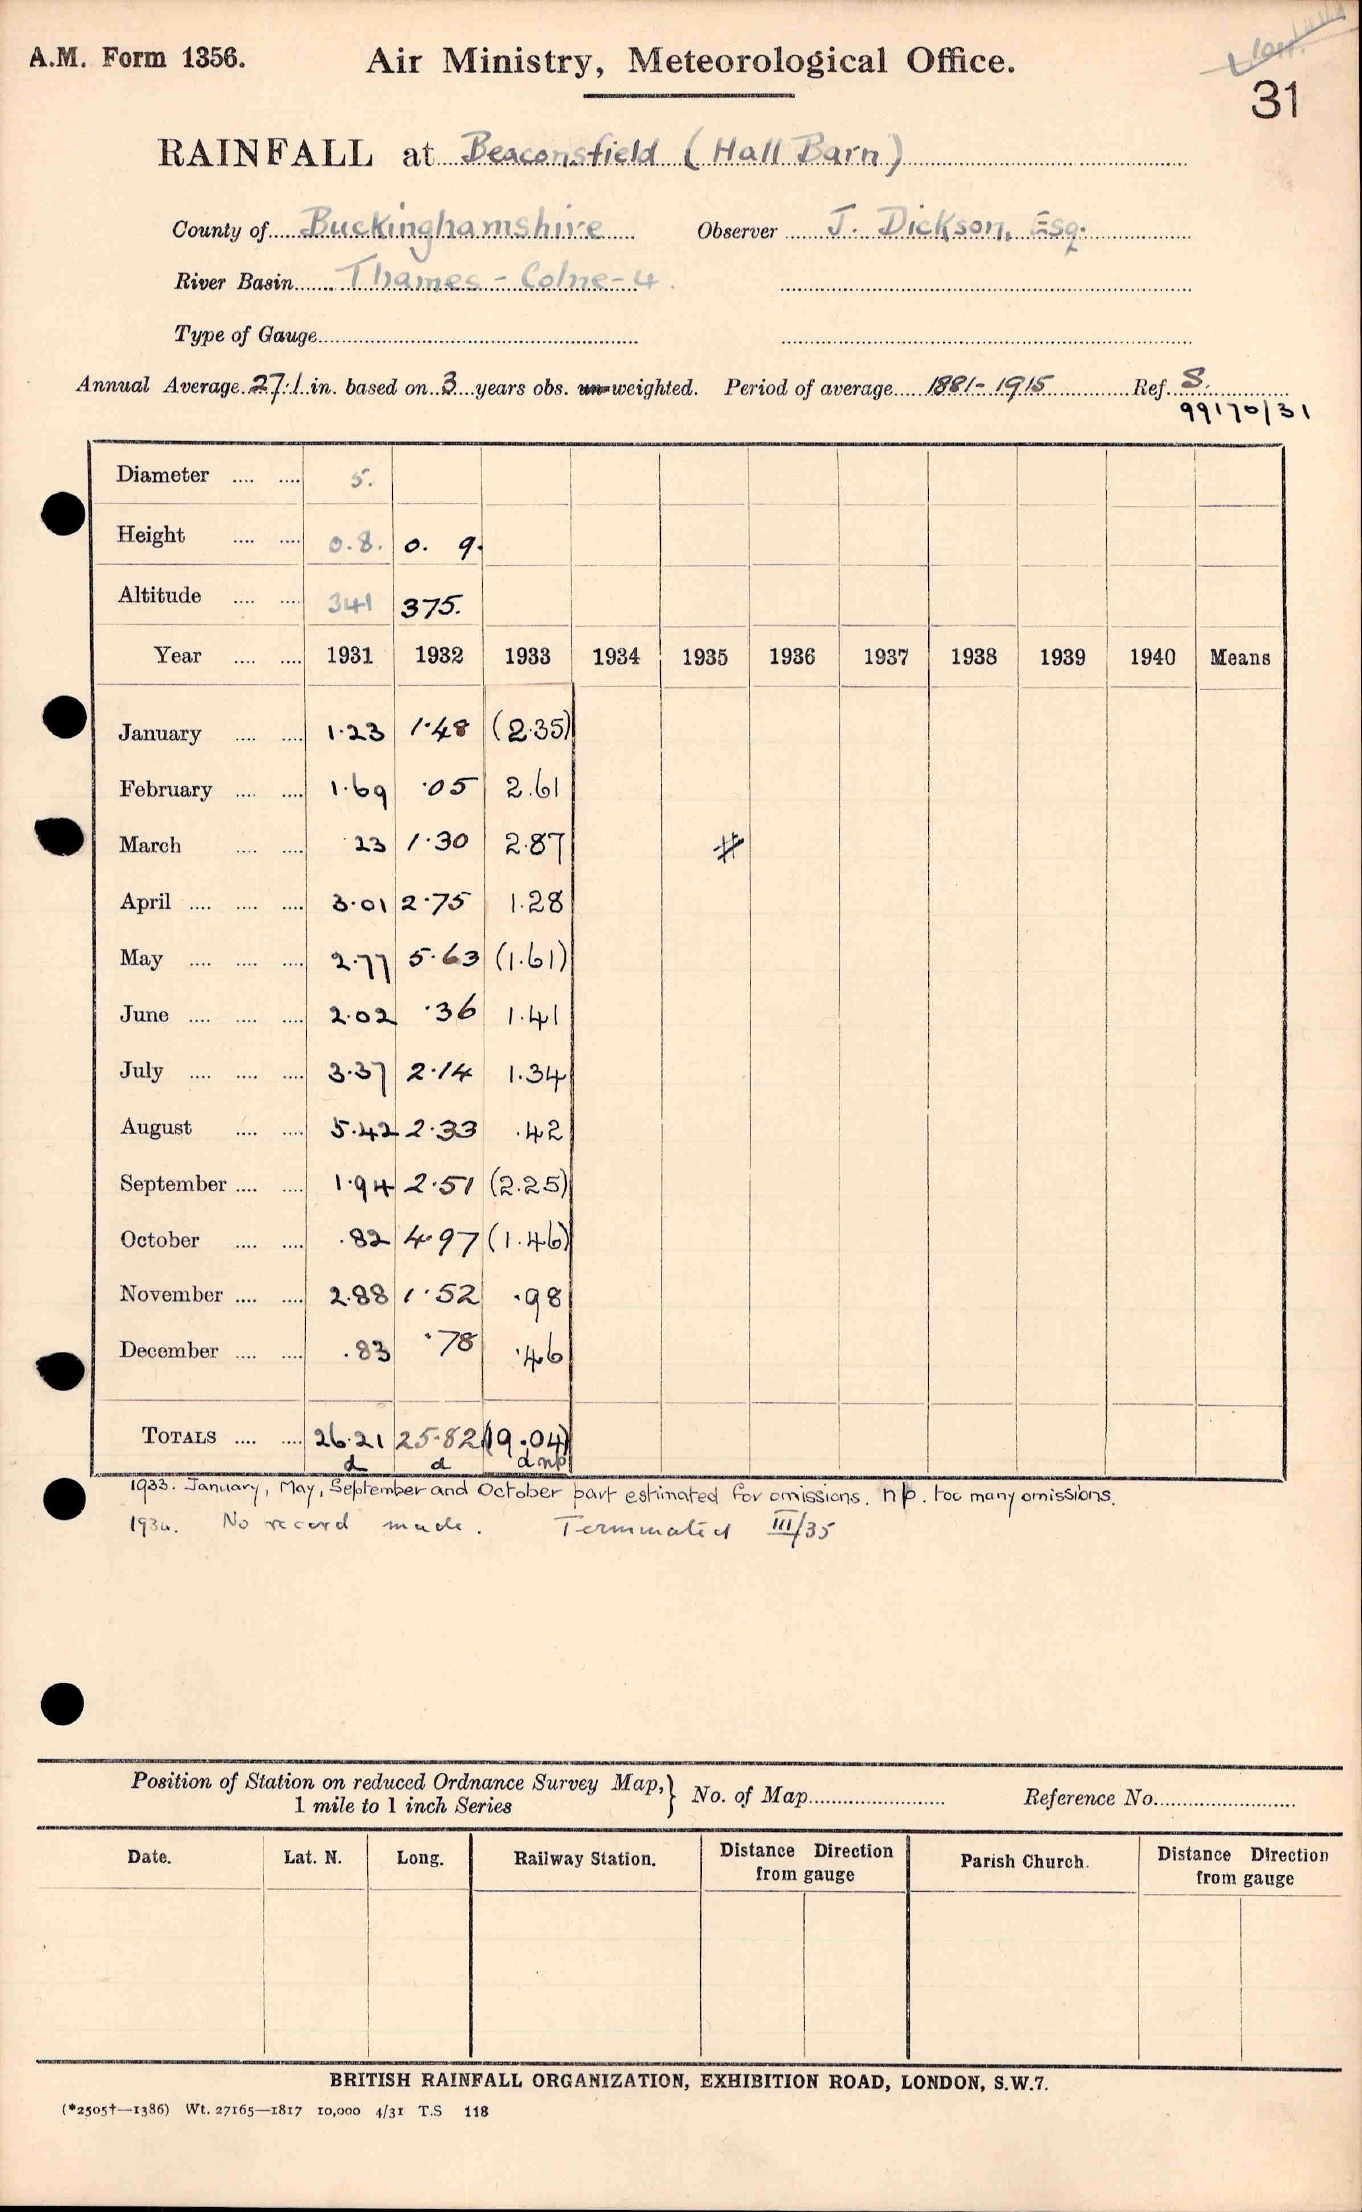 A.M. Form 1356. Air Ministry, Meteorological Office.
31
RAINFALL at Beaconsfield (Hall Barn)
County of Buckinghamshire Observer J. Dickson, Esq.
River Basin Thames - Colne - 4.
Type of Gauge
Annual Average 27.1 in. based on 3 years obs. un-weighted. Period of average 1881-1915 Ref. S.
99170/31
Diameter 5.
Height 0.8. 0. 9.
Altitude 341 375.
Year 1931 1932 1933 1934 1935 1936 1937 1938 1939 1940 Means
January 1.23 1.48 (2.35)
February 1.69 .05 2.61
March .23 1.30 2.87 #
April 3.01 2.75 1.28
May 2.77 5.63 (1.61)
June 2.02 .36 1.41
July 3.37 2.14 1.34
August 5.42 2.33 .42
September 1.94 2.51 (2.25)
October .82 4.97 (1.46)
November 2.88 1.52 .98
December .83 .78 .46
TOTALS 26.21 25.82 (19.04)
d d d np
1933. January, May, September and October part estimated for omissions. np. too many omissions.
1934. No record made. Terminated III/35
Position of Station on reduced Ordnance Survey Map, } No. of Map Reference No.
1 mile to 1 inch Series
Date. Lat. N. Long. Railway Station. Distance Direction from gauge Parish Church. Distance Direction from gauge
BRITISH RAINFALL ORGANIZATION, EXHIBITION ROAD, LONDON, S.W.7.
(*2505†—1386) Wt. 27165—1817 10,000 4/31 T.S 118